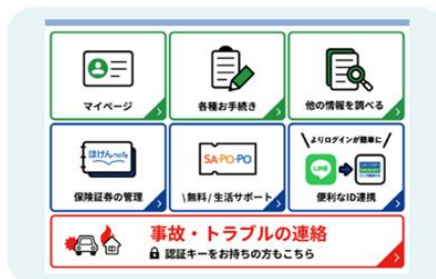 マイページ
各種お手続き
他の情報を調べる
ほけんnote
保険証券の管理
SA・PO・PO
\無料/生活サポート
\よりログインが簡単に/
LINE
便利なID連携
事故・トラブルの連絡
認証キーをお持ちの方もこちら